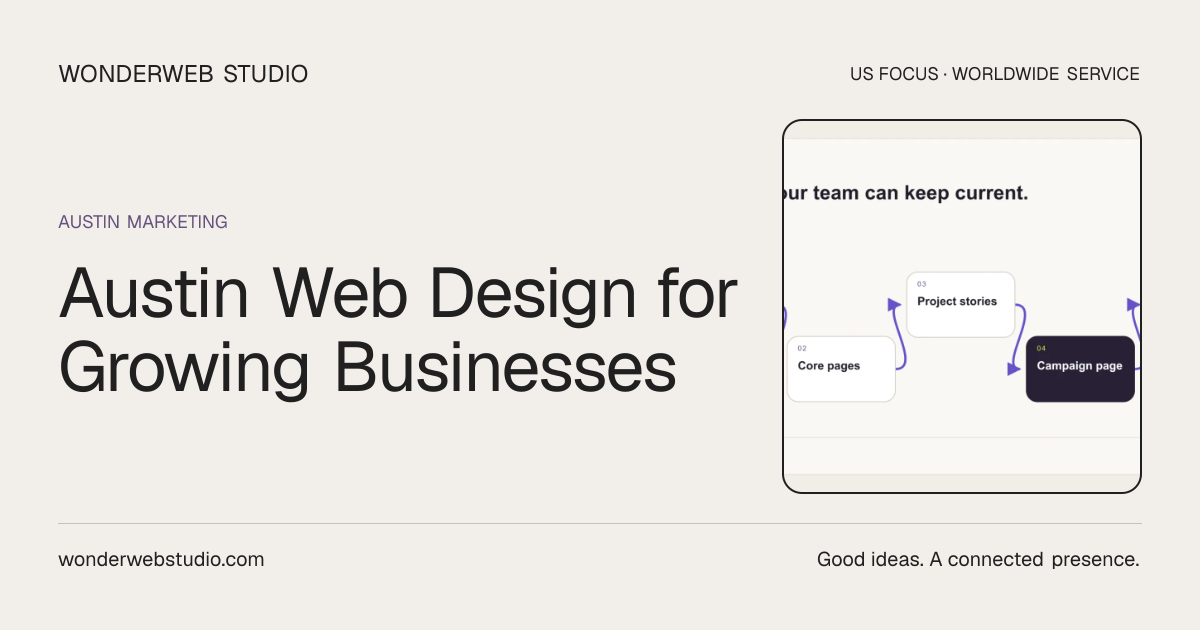 WONDERWEB STUDIO
US FOCUS · WORLDWIDE SERVICE
AUSTIN MARKETING
Austin Web Design for
Growing Businesses
team can keep current.
03
Project stories
02
Core pages
04
Campaign page
wonderwebstudio.com
Good ideas. A connected presence.